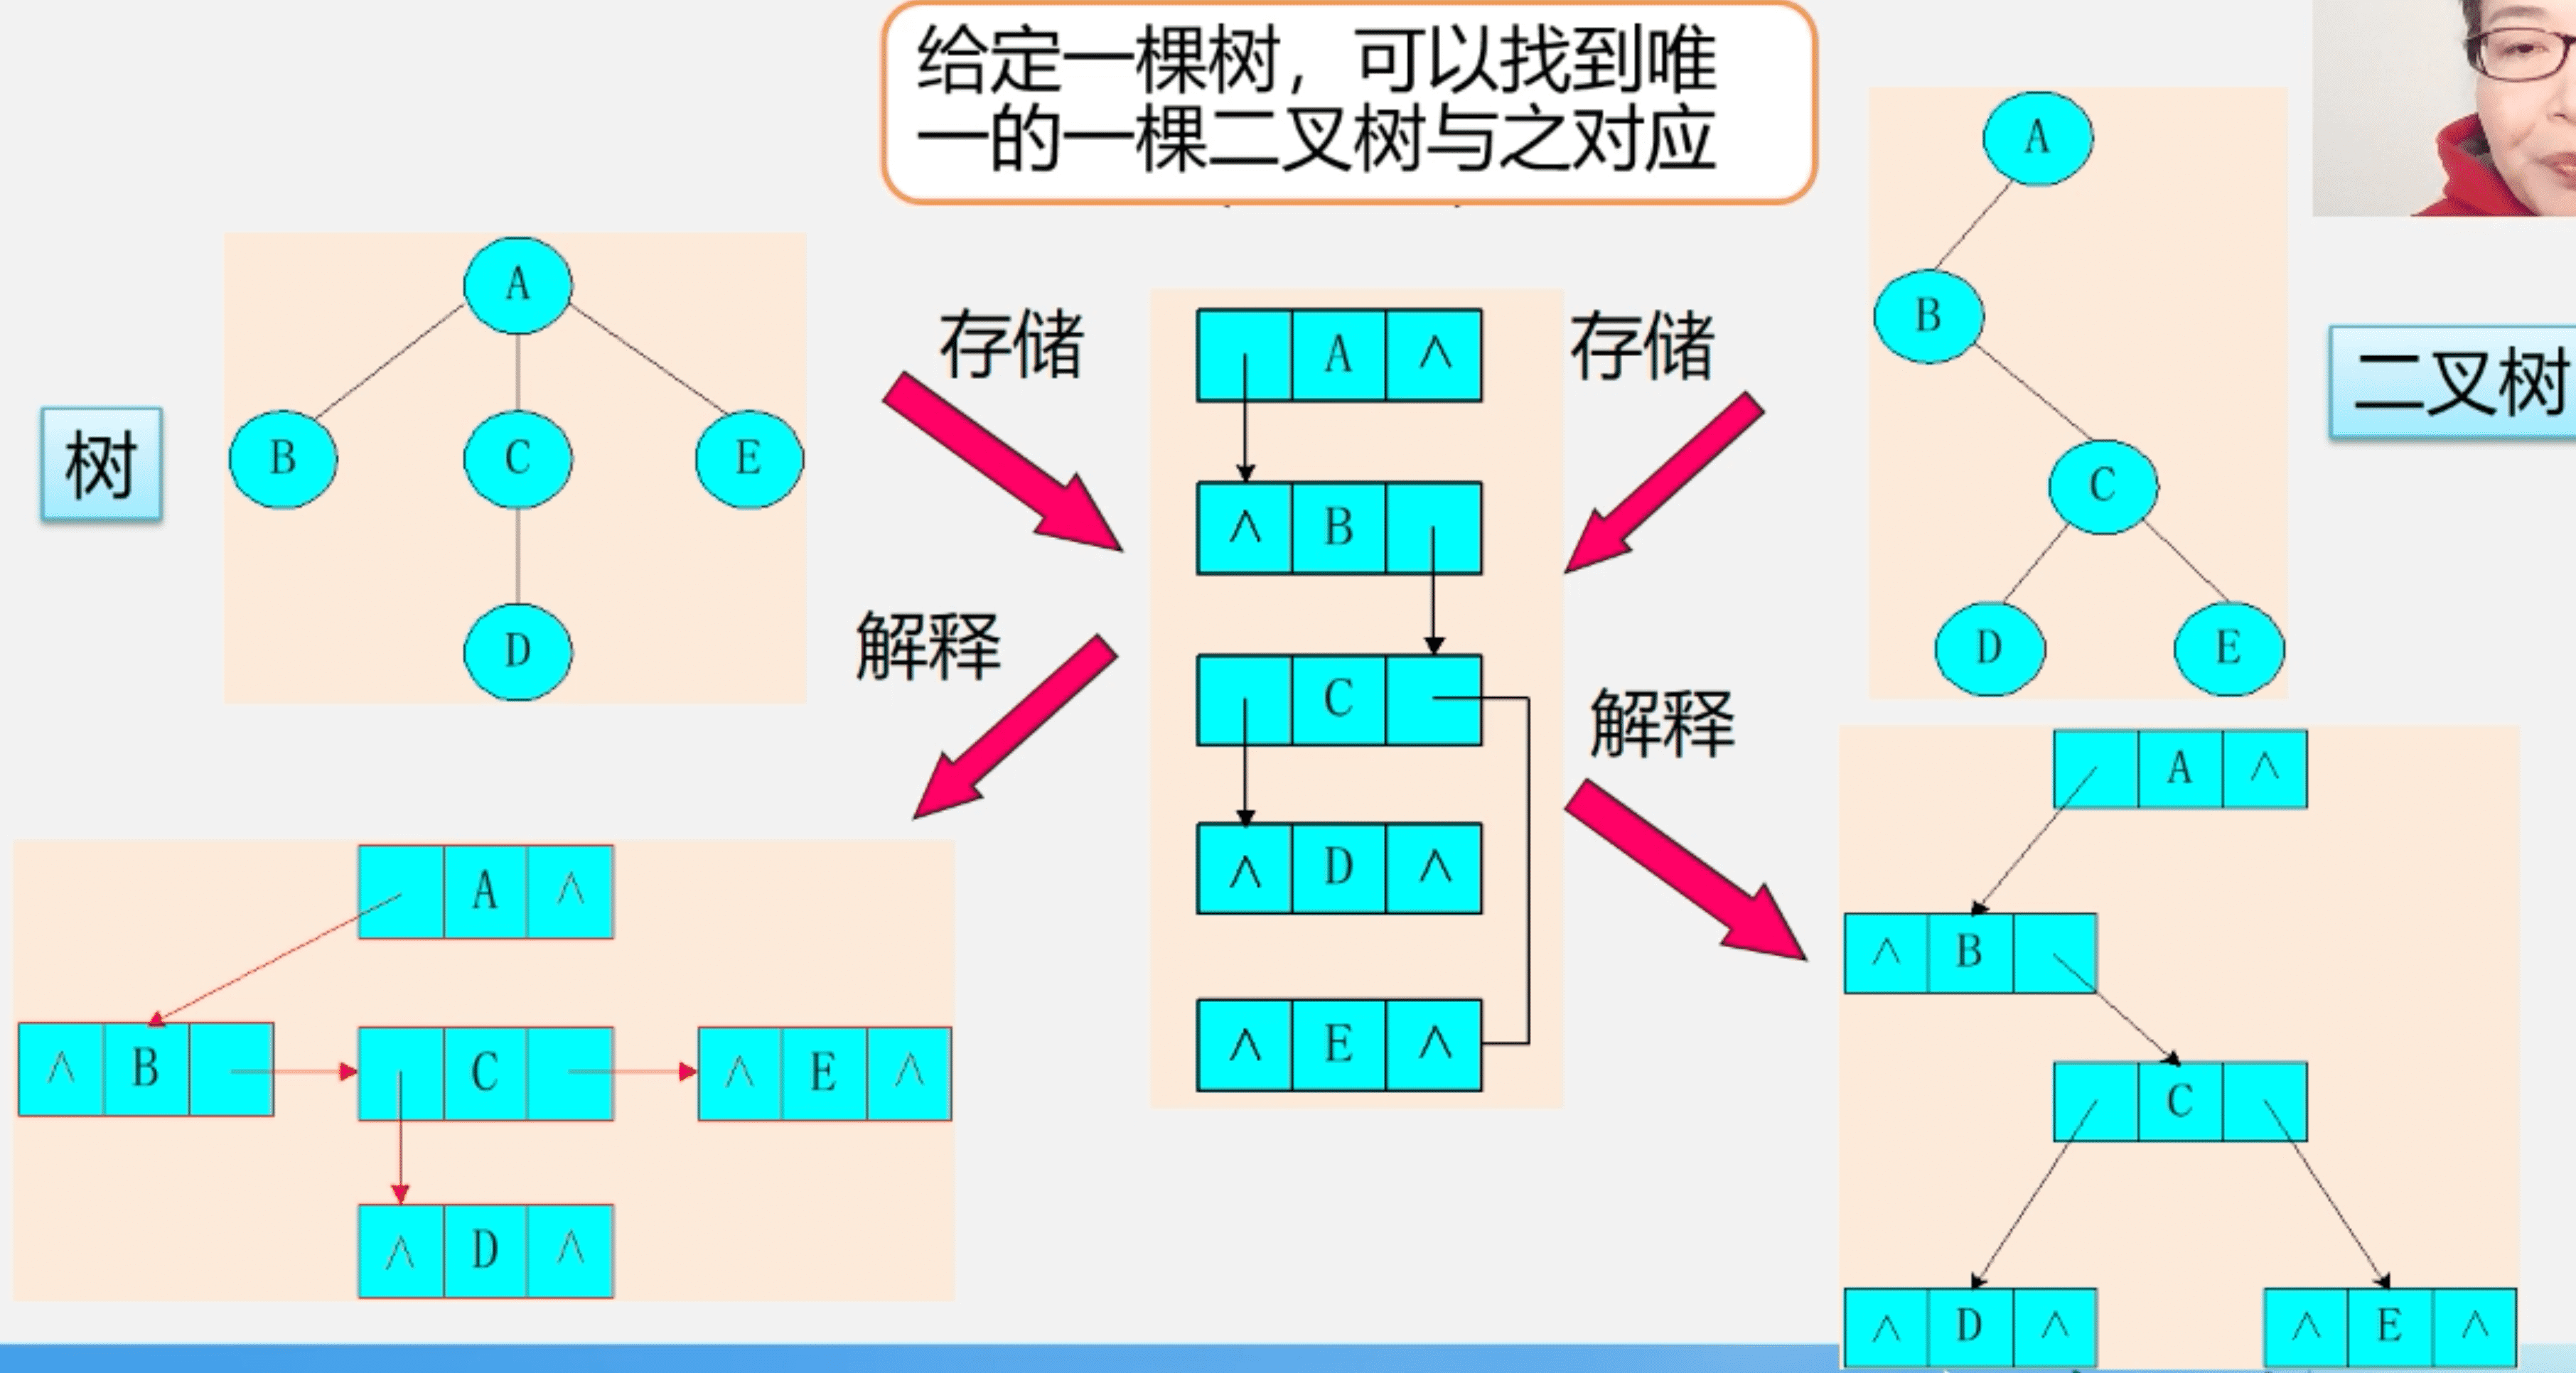 给定一棵树，可以找到唯
一的一棵二叉树与之对应
A
B C E
D
树
存储
存储
解释
解释
A ∧
∧ B
C
∧ D ∧
∧ E ∧
A
B
C
D E
二叉树
A ∧
∧ B C ∧ E ∧
∧ D ∧
A ∧
∧ B
C
∧ D ∧ ∧ E ∧